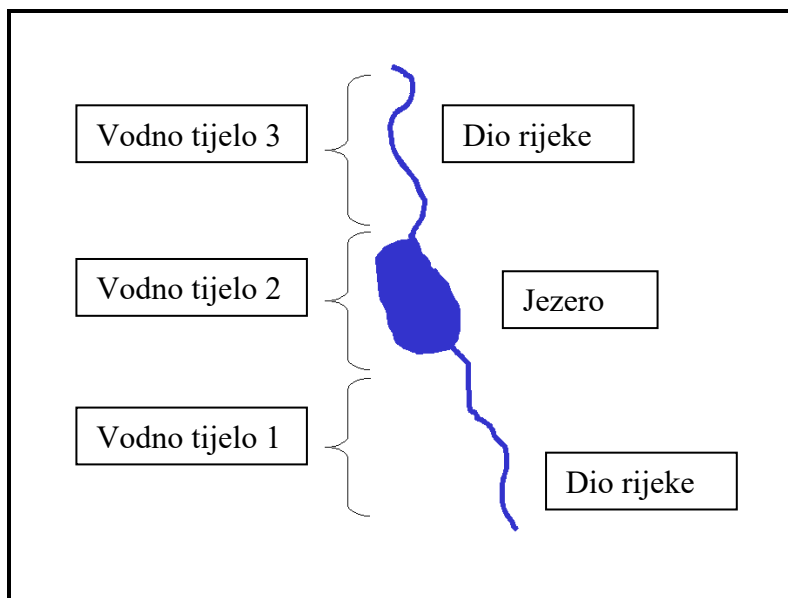 Vodno tijelo 3
Dio rijeke
Vodno tijelo 2
Jezero
Vodno tijelo 1
Dio rijeke